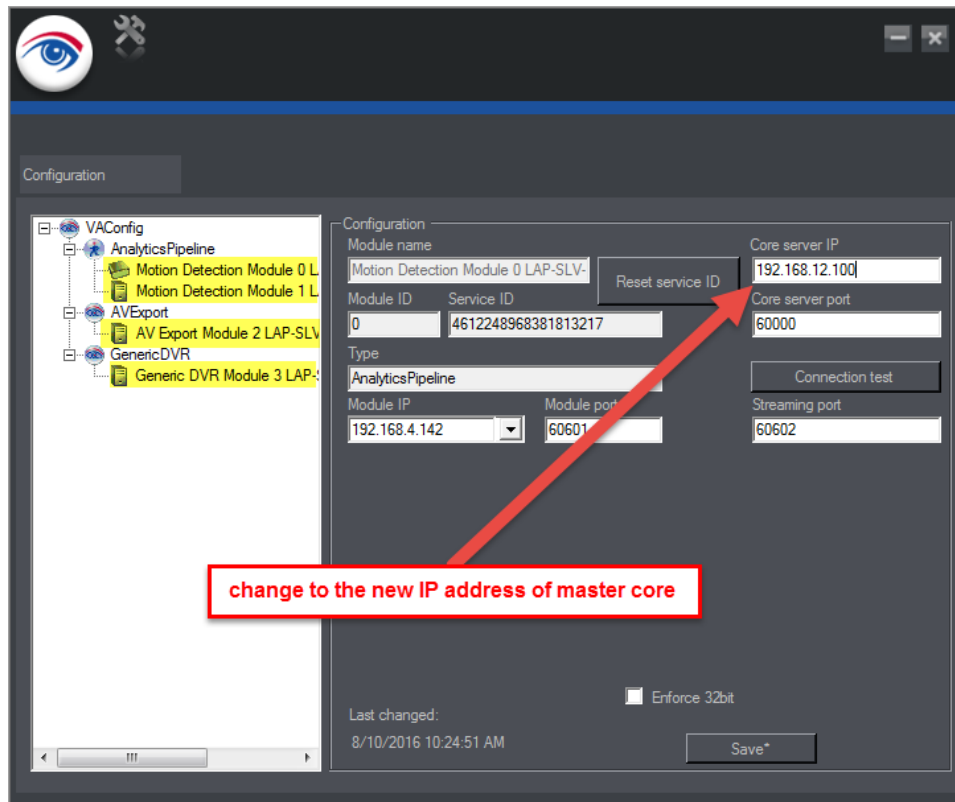 Configuration
VAConfig
AnalyticsPipeline
Motion Detection Module 0 L
Motion Detection Module 1 L
AVExport
AV Export Module 2 LAP-SLV
GenericDVR
Generic DVR Module 3 LAP-
Configuration
Module name
Motion Detection Module 0 LAP-SLV-
Reset service ID
Core server IP
192.168.12.100
Module ID Service ID
0 4612248968381813217
Core server port
60000
Type
AnalyticsPipeline
Connection test
Module IP Module port
192.168.4.142 60601
Streaming port
60602
change to the new IP address of master core
Enforce 32bit
Last changed:
8/10/2016 10:24:51 AM
Save*